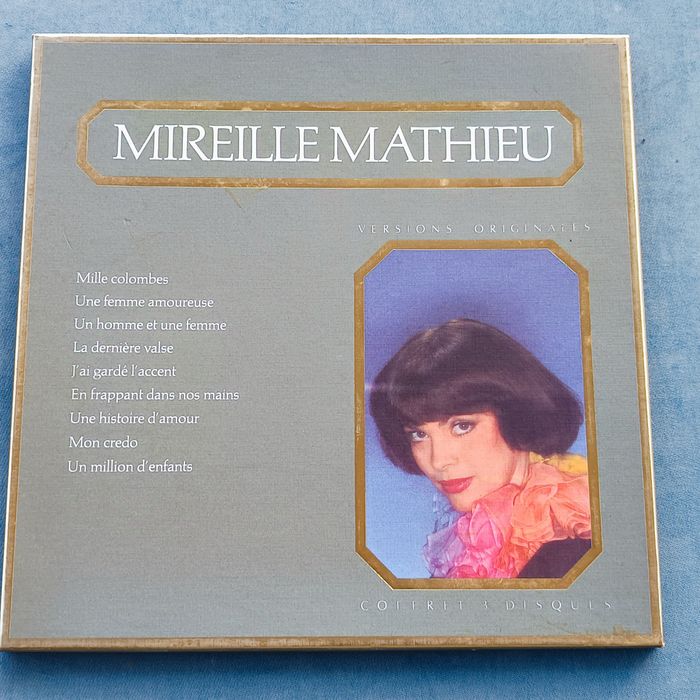 MIREILLE MATHIEU
VERSIONS ORIGINALES
Mille colombes
Une femme amoureuse
Un homme et une femme
La dernière valse
J'ai gardé l'accent
En frappant dans nos mains
Une histoire d'amour
Mon credo
Un million d'enfants
COFFRET 3 DISQUES